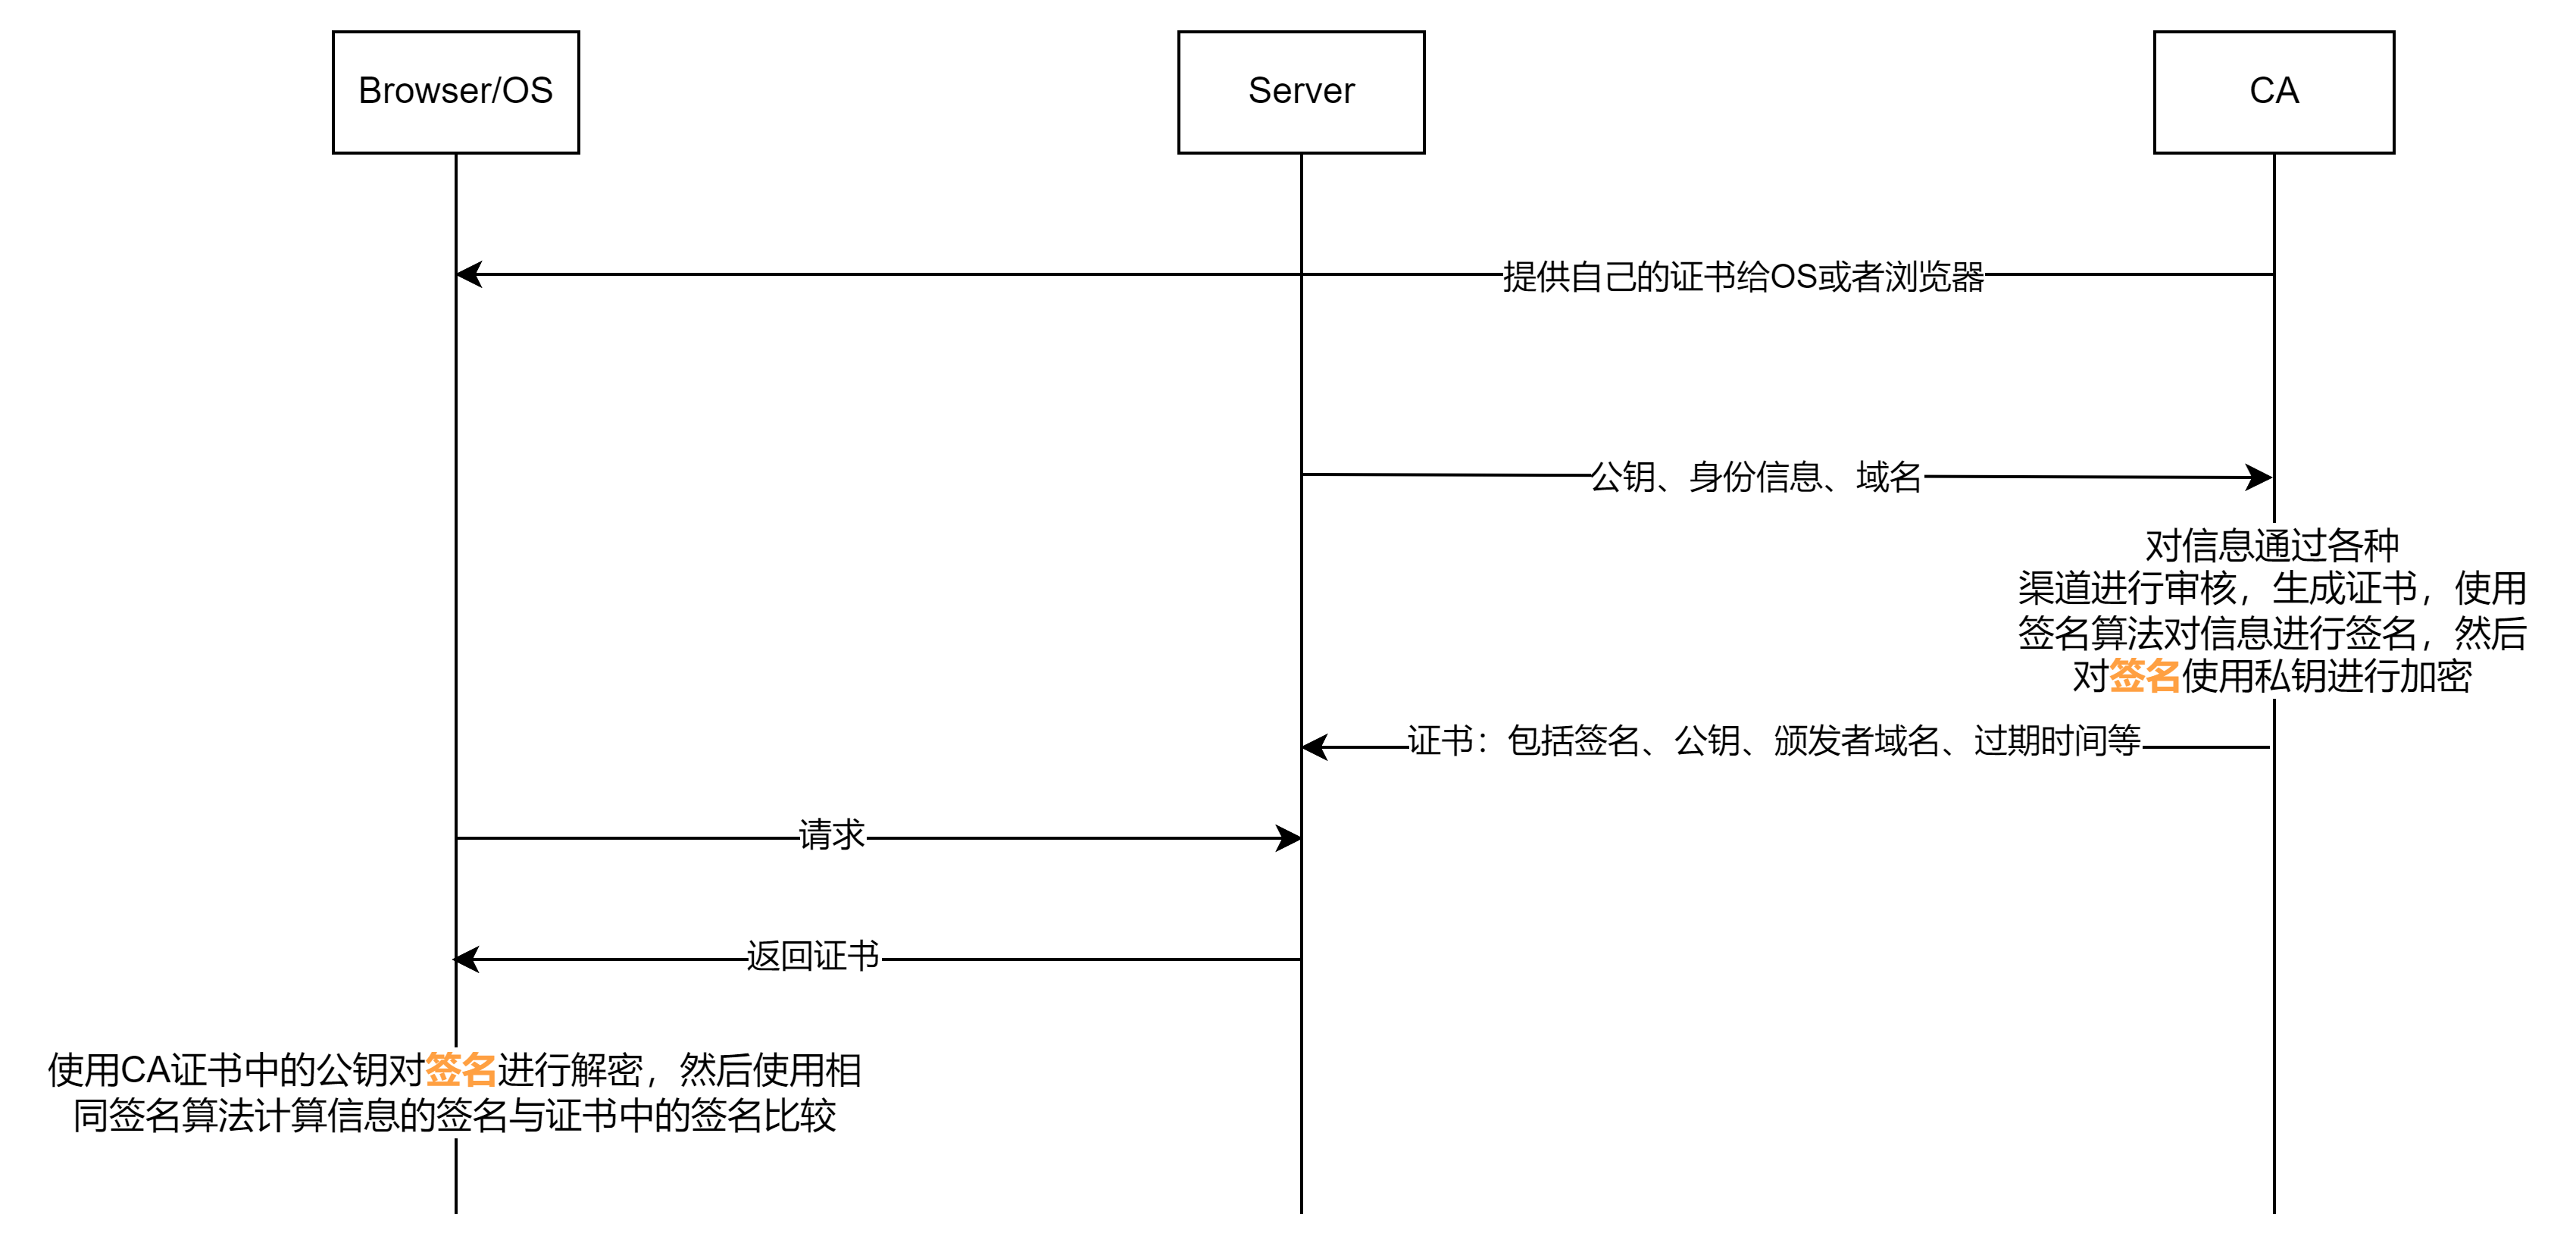 Browser/OS
Server
CA
提供自己的证书给OS或者浏览器
公钥、身份信息、域名
对信息通过各种
渠道进行审核，生成证书，使用
签名算法对信息进行签名，然后
对签名使用私钥进行加密
证书：包括签名、公钥、颁发者域名、过期时间等
请求
返回证书
使用CA证书中的公钥对签名进行解密，然后使用相
同签名算法计算信息的签名与证书中的签名比较